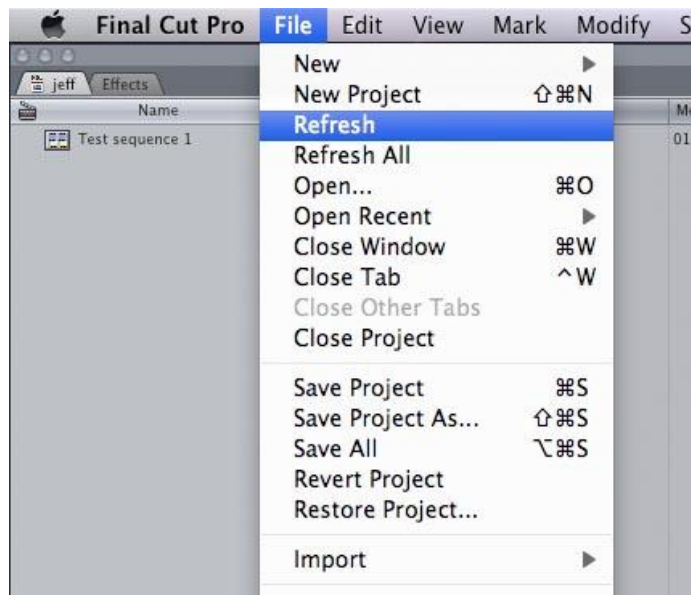 Final Cut Pro File Edit View Mark Modify S
jeff Effects
Name
Test sequence 1
01
New
New Project ⇧⌘N
Refresh
Refresh All
Open... ⌘O
Open Recent
Close Window ⌘W
Close Tab ^W
Close Other Tabs
Close Project
Save Project ⌘S
Save Project As... ⇧⌘S
Save All ⌥⌘S
Revert Project
Restore Project...
Import